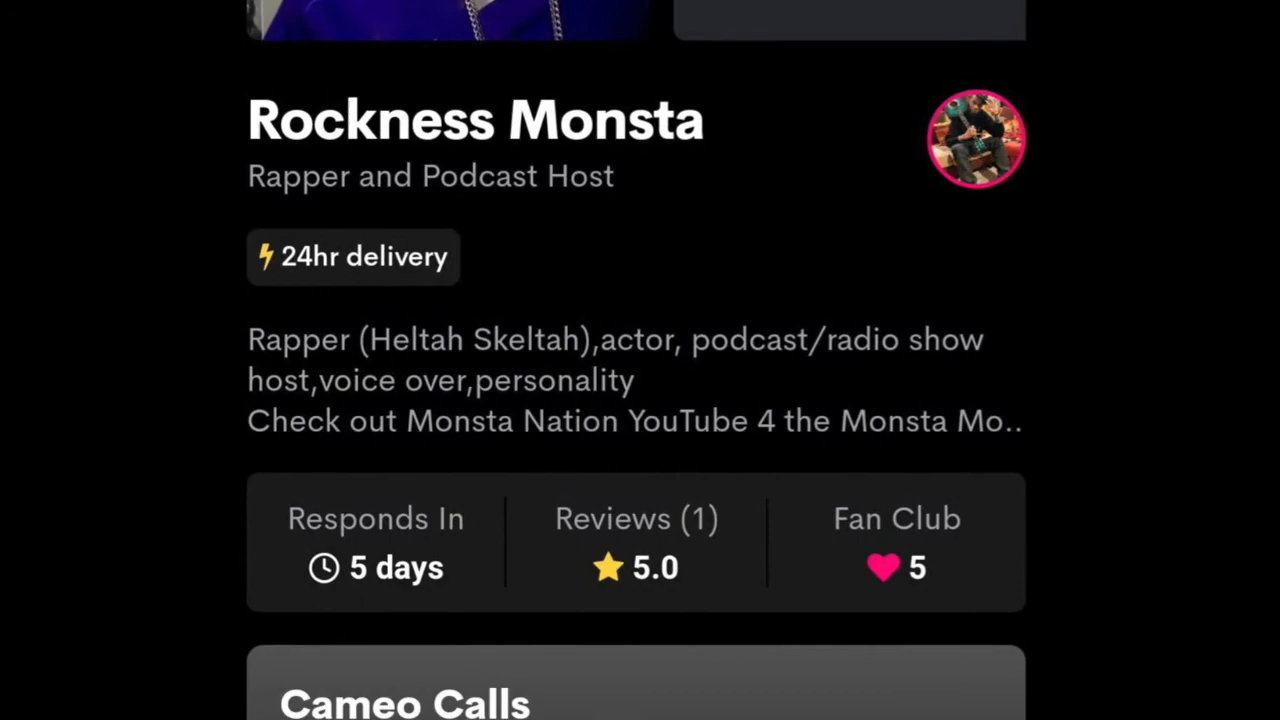 Rockness Monsta
Rapper and Podcast Host
24hr delivery
Rapper (Heltah Skeltah),actor, podcast/radio show
host,voice over,personality
Check out Monsta Nation YouTube 4 the Monsta Mo..
Responds In
Reviews (1)
Fan Club
5 days
5.0
5
Cameo Calls